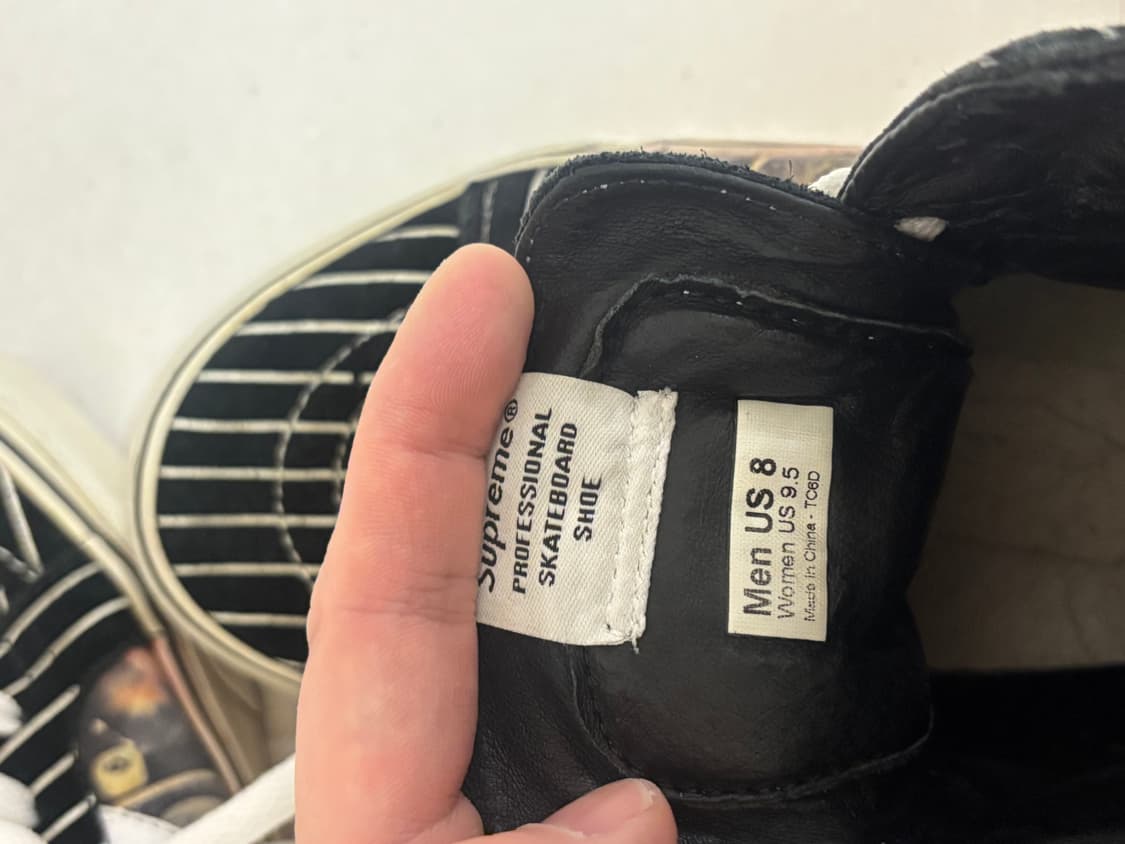 Supreme®
PROFESSIONAL
SKATEBOARD
SHOE
Men US 8
Women US 9.5
Made in China - TC6D